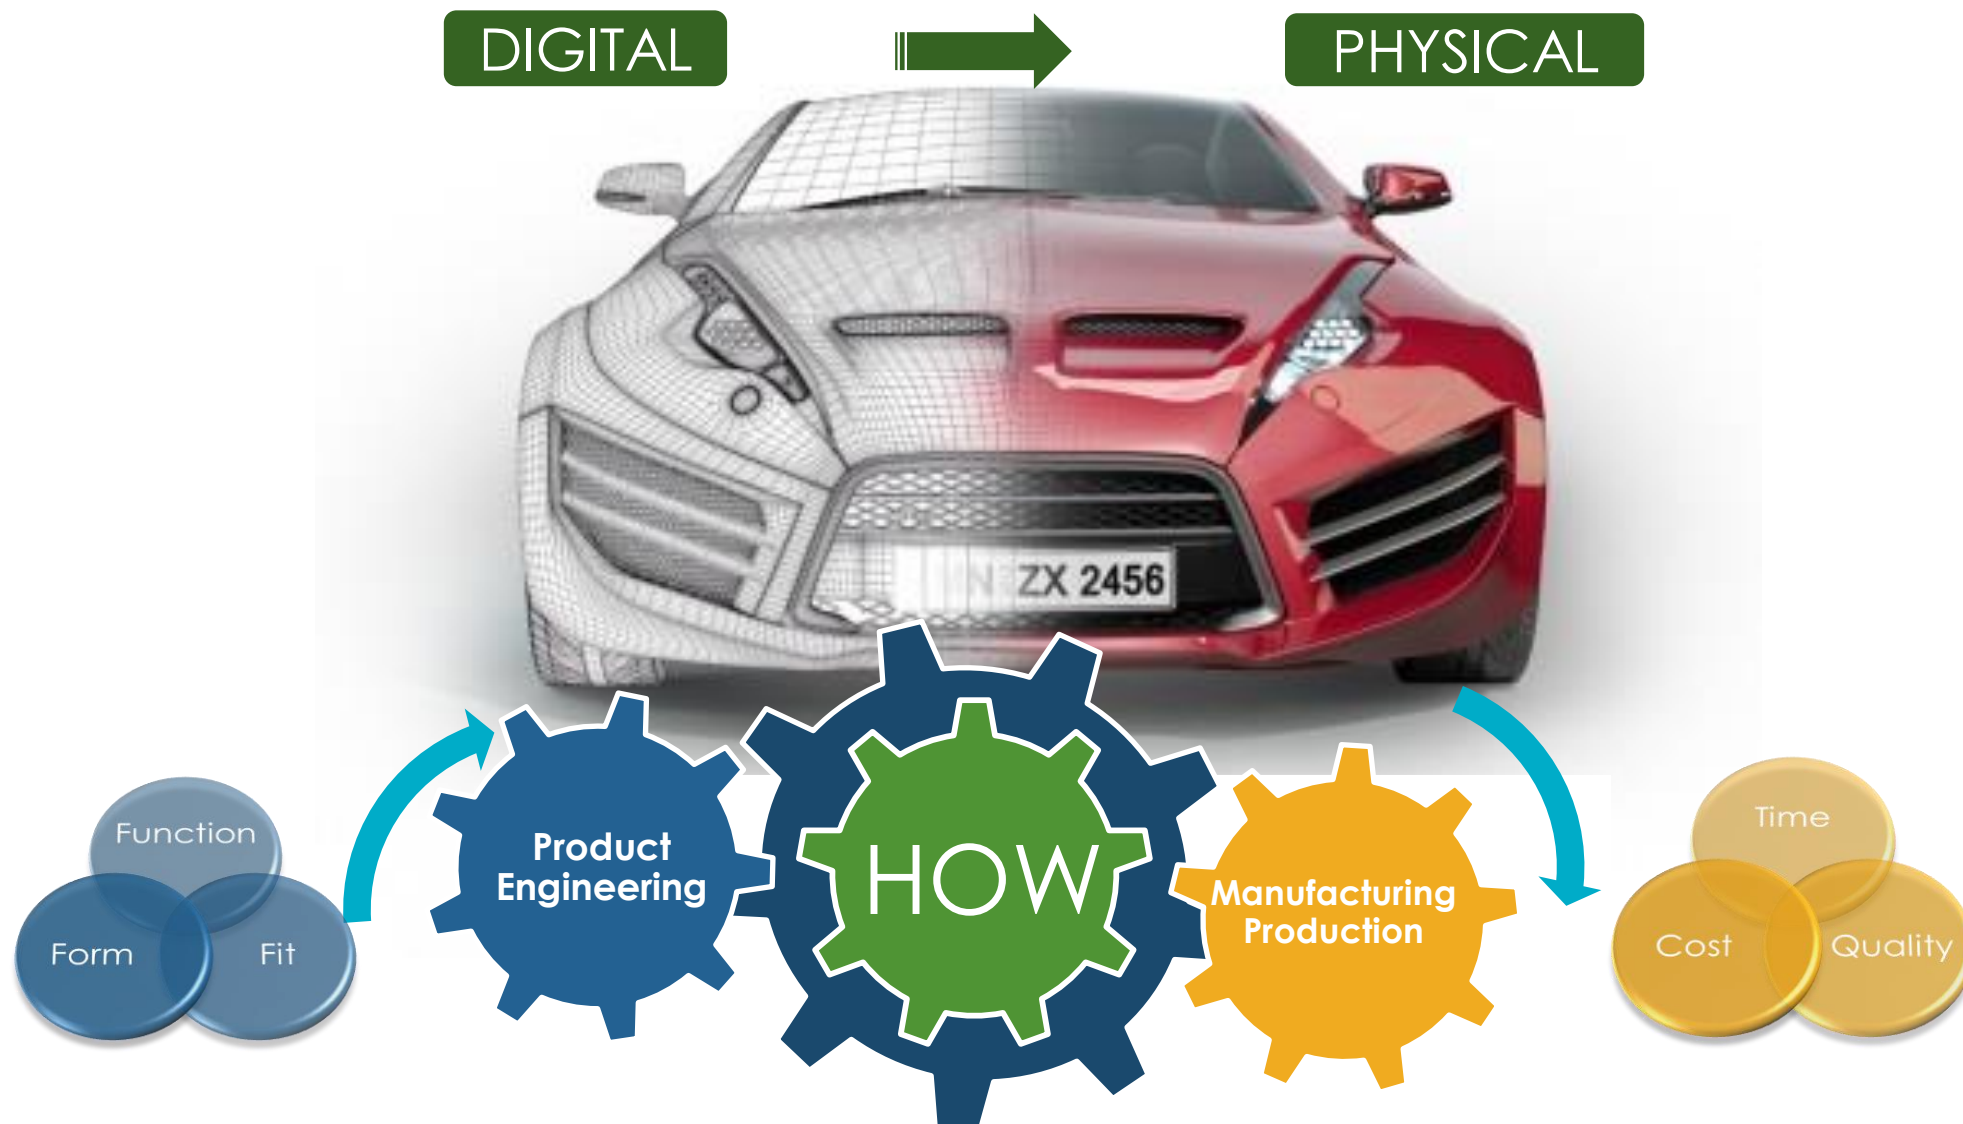 DIGITAL
PHYSICAL
ZX 2456
Function
Form
Fit
Product
Engineering
HOW
Manufacturing
Production
Time
Cost
Quality